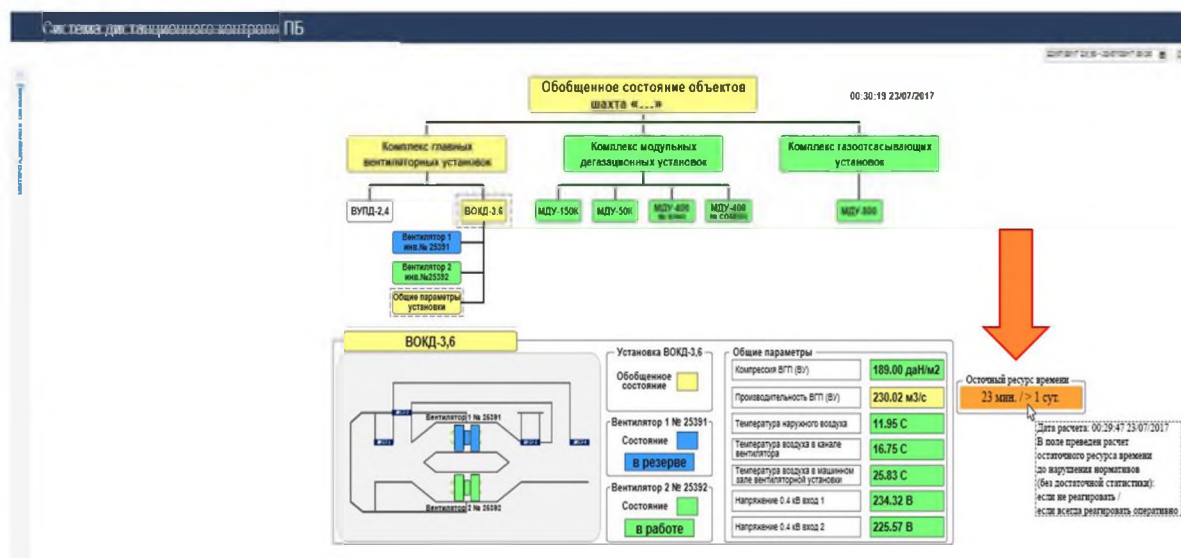 Система дистанционного контроля ПБ
Обобщенное состояние объектов
шахта «...»
00:30:19 23/07/2017
Комплекс главных
вентиляторных установок
Комплекс модульных
дегазационных установок
Комплекс газоотсасывающих
установок
ВУПД-2,4
ВОКД-3.6
МДУ-150К
МДУ-50К
МДУ-400
МДУ-400
МДУ-800
Вентилятор 1
инв.№ 25391
Вентилятор 2
инв.№25392
Общие параметры
установки
ВОКД-3,6
Вентилятор 1 № 25391
Вентилятор 2 № 25392
Установка ВОКД-3,6
Обобщенное
состояние
Вентилятор 1 № 25391
Состояние
в резерве
Вентилятор 2 № 25392
Состояние
в работе
Общие параметры
Компрессия ВГП (ВУ) 189.00 даН/м2
Производительность ВГП (ВУ) 230.02 м3/с
Температура наружного воздуха 11.95 С
Температура воздуха в канале
вентилятора 16.75 С
Температура воздуха в машинном
зале вентиляторной установки 25.83 С
Напряжение 0.4 кВ вход 1 234.32 В
Напряжение 0.4 кВ вход 2 225.57 В
Осточный ресурс времени
23 мин. / > 1 сут.
Дата расчета: 00:29:47 23/07/2017
В поле преведен расчет
остаточного ресурса времени
до нарушения нормативов
(без достаточной статистики):
если не реагировать /
если всегда реагировать оперативно